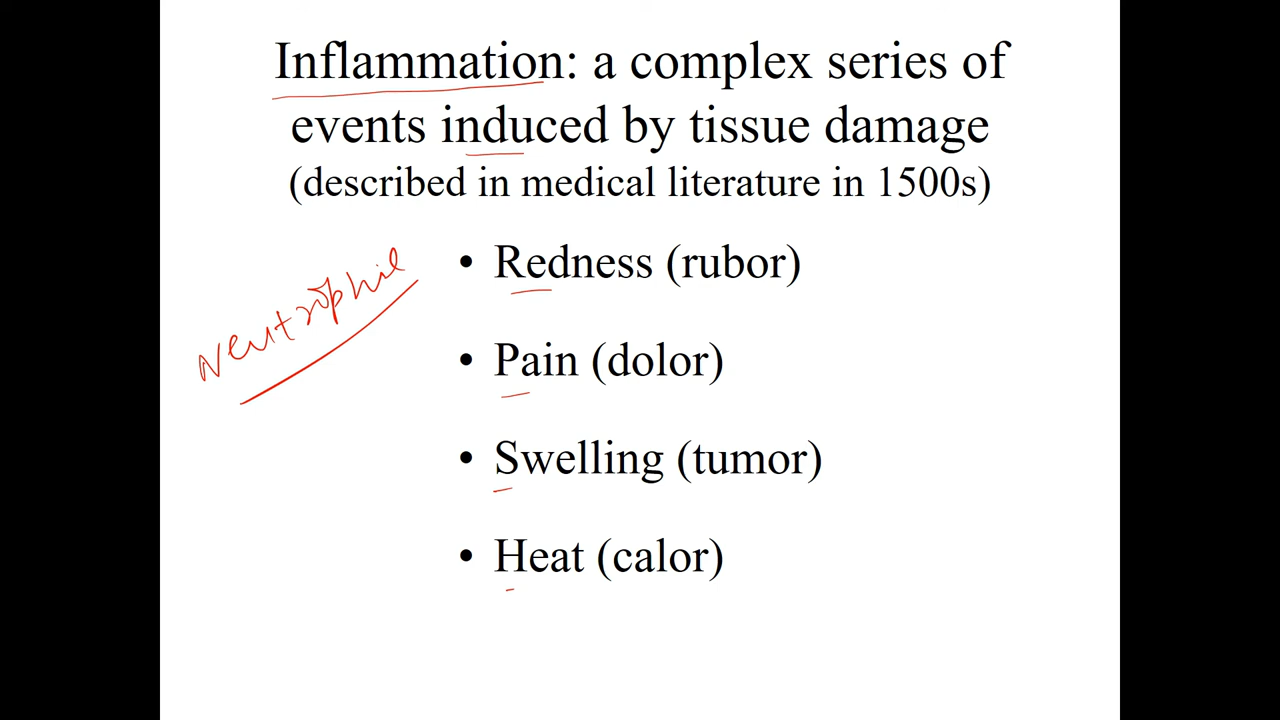 Inflammation: a complex series of
events induced by tissue damage
(described in medical literature in 1500s)
Neutrophil
• Redness (rubor)
• Pain (dolor)
• Swelling (tumor)
• Heat (calor)